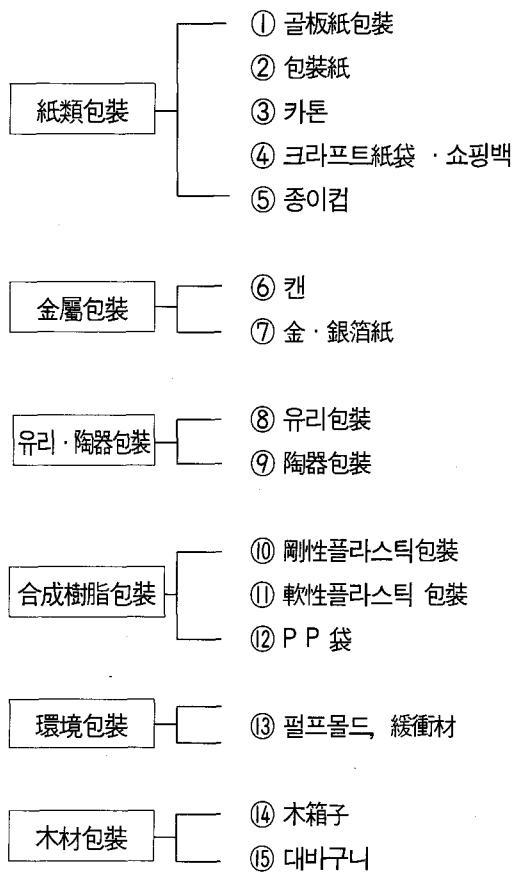 紙類包裝
① 골板紙包裝
② 包裝紙
③ 카톤
④ 크라프트紙袋 · 쇼핑백
⑤ 종이컵
金屬包裝
⑥ 캔
⑦ 金 · 銀箔紙
유리 · 陶器包裝
⑧ 유리包裝
⑨ 陶器包裝
合成樹脂包裝
⑩ 剛性플라스틱包裝
⑪ 軟性플라스틱 包裝
⑫ P P 袋
環境包裝
⑬ 펄프몰드, 緩衝材
木材包裝
⑭ 木箱子
⑮ 대바구니